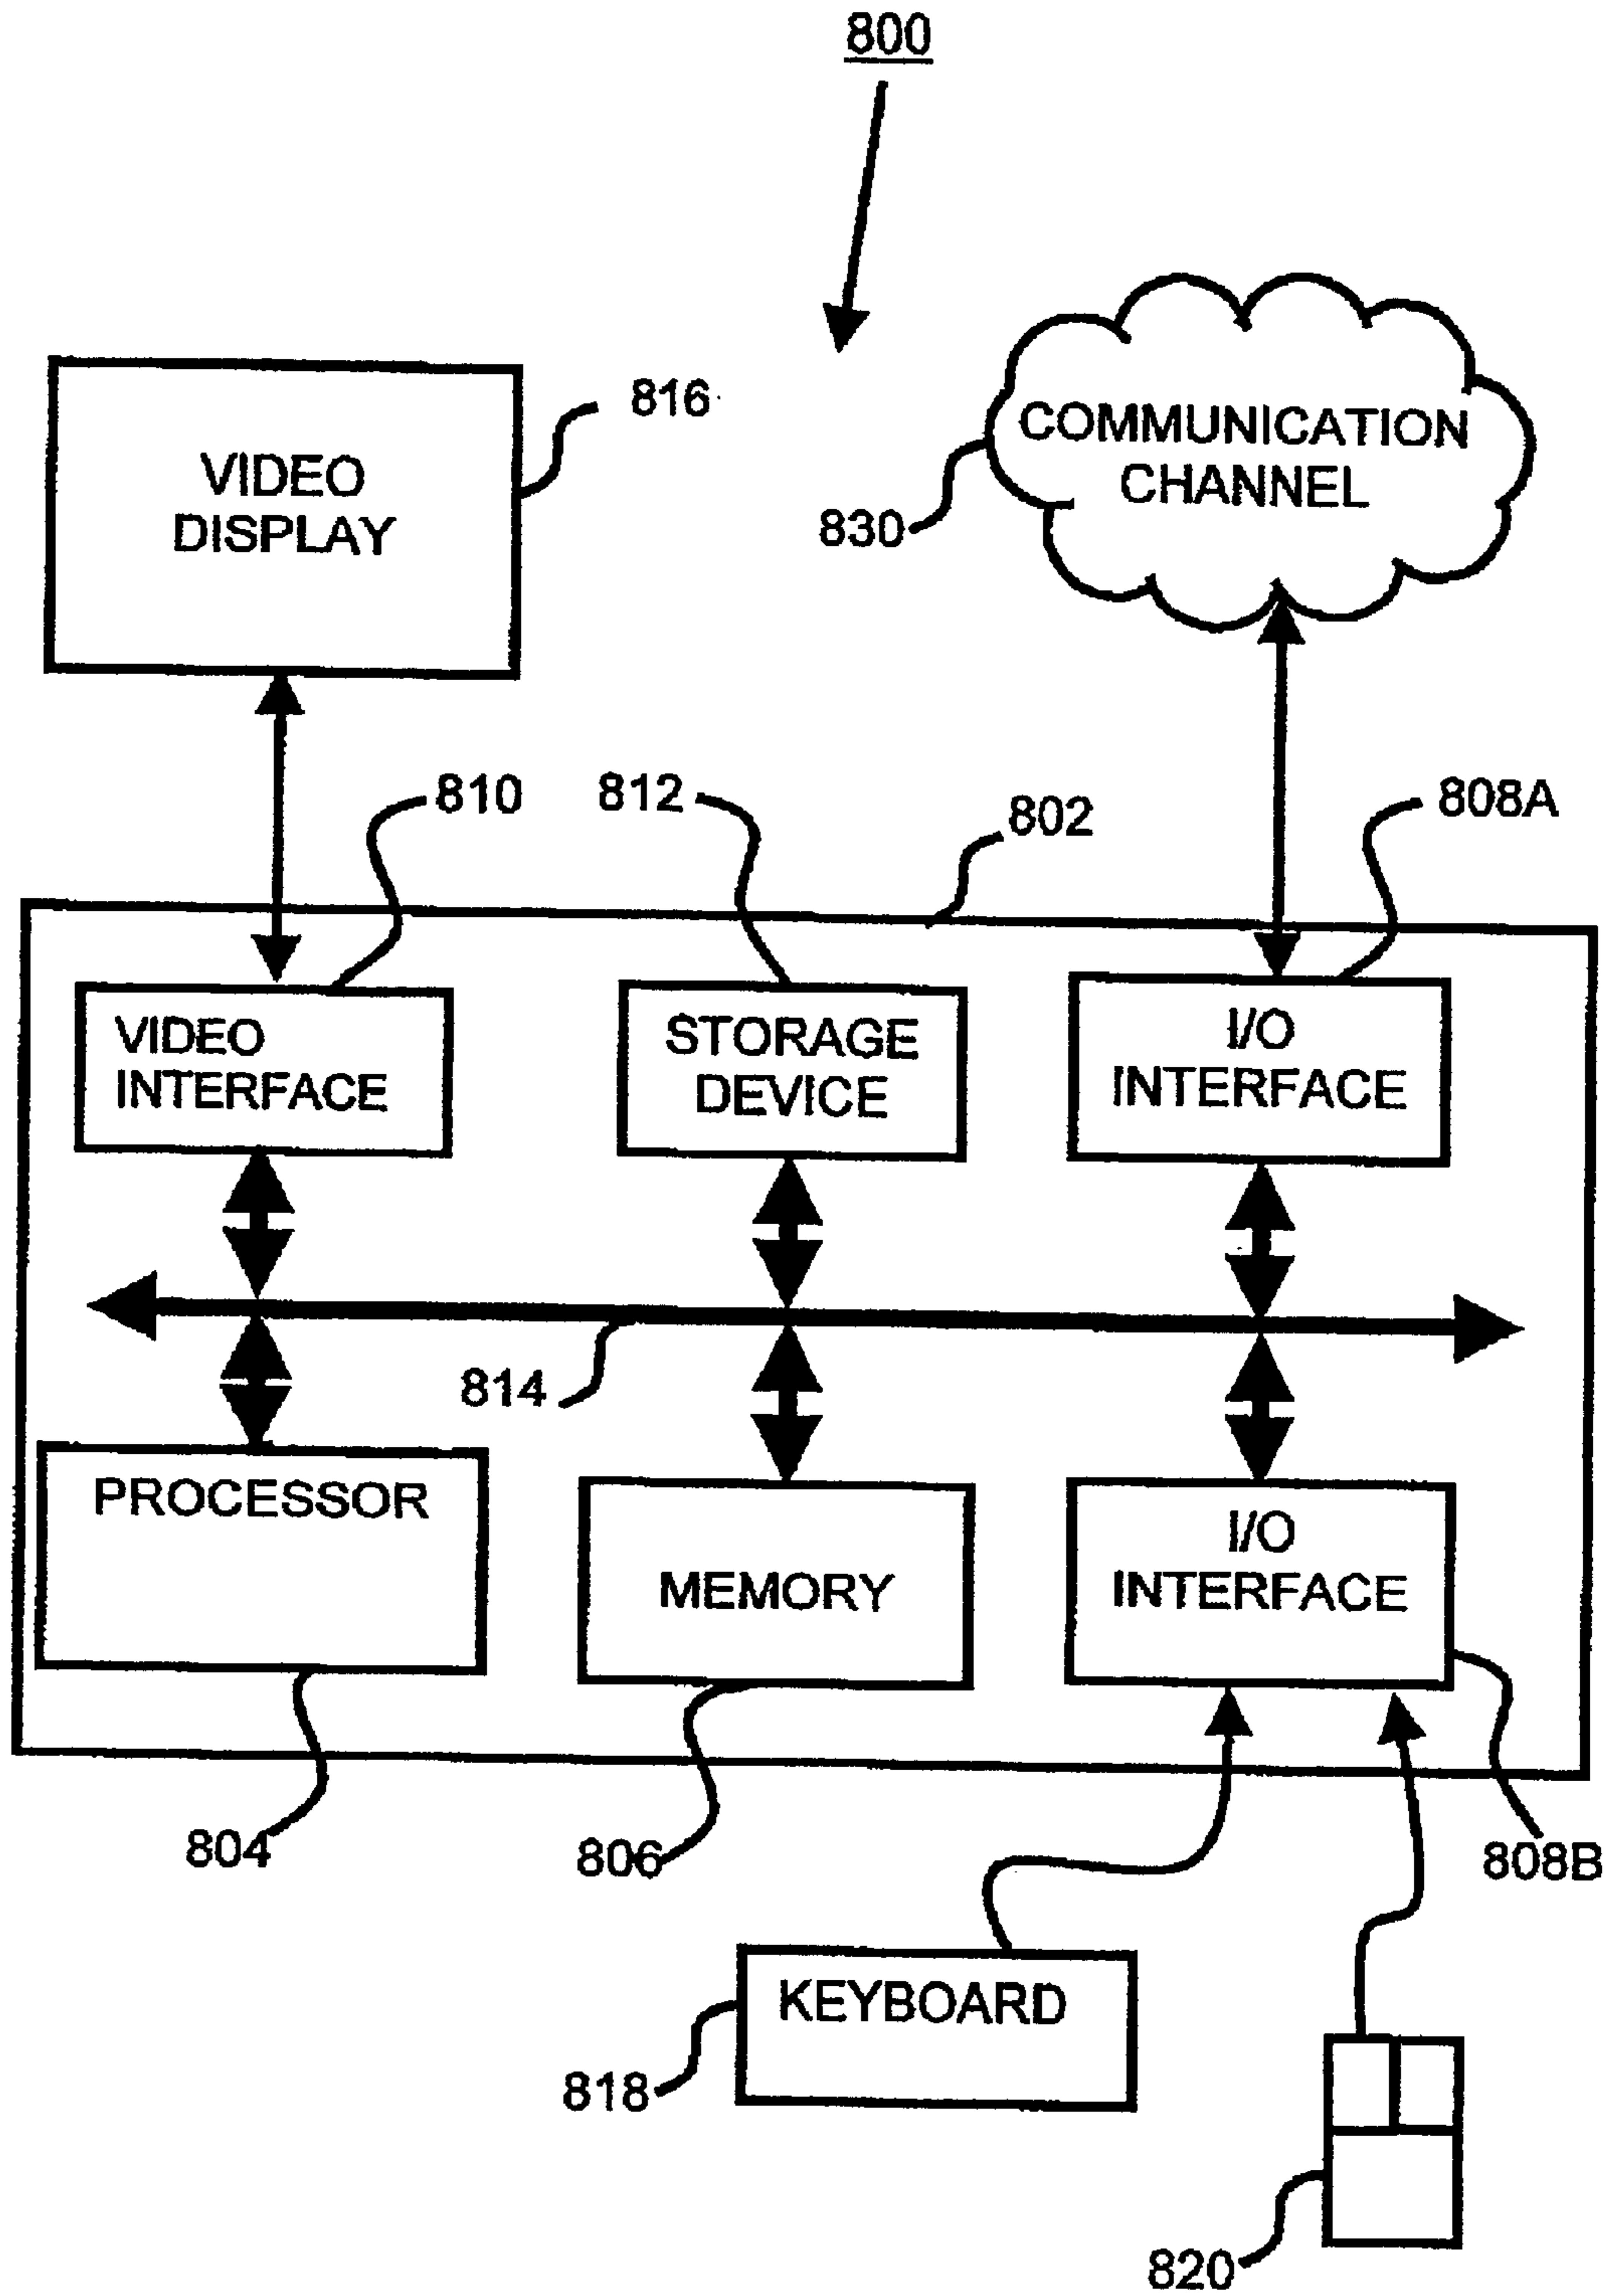 800
VIDEO
DISPLAY
816
COMMUNICATION
CHANNEL
830
810
812
802
808A
VIDEO
INTERFACE
STORAGE
DEVICE
I/O
INTERFACE
814
PROCESSOR
MEMORY
I/O
INTERFACE
804
806
808B
KEYBOARD
818
820